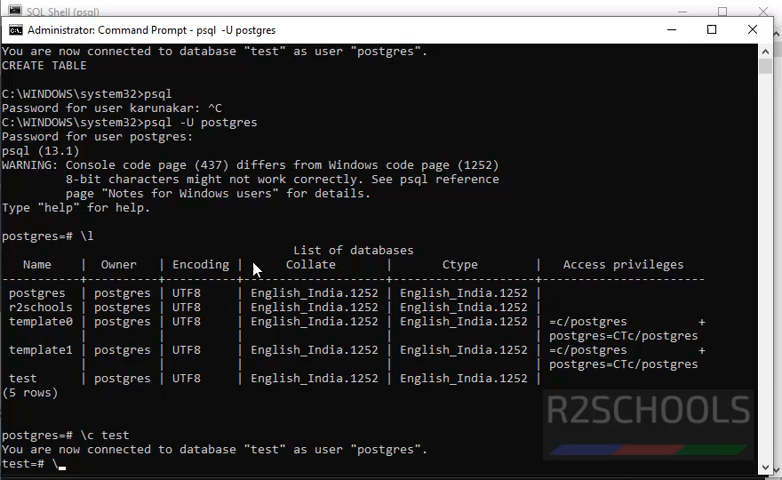 SQL Shell (psql)
Administrator: Command Prompt - psql -U postgres
You are now connected to database "test" as user "postgres".
CREATE TABLE
C:\WINDOWS\system32>psql
Password for user karunakar: ^C
C:\WINDOWS\system32>psql -U postgres
Password for user postgres:
psql (13.1)
WARNING: Console code page (437) differs from Windows code page (1252)
         8-bit characters might not work correctly. See psql reference
         page "Notes for Windows users" for details.
Type "help" for help.
postgres=# \l
List of databases
Name | Owner | Encoding | Collate | Ctype | Access privileges
-----------+----------+----------+--------------------+--------------------+-----------------------
postgres | postgres | UTF8 | English_India.1252 | English_India.1252 |
r2schools | postgres | UTF8 | English_India.1252 | English_India.1252 |
template0 | postgres | UTF8 | English_India.1252 | English_India.1252 | =c/postgres +
| | | | | postgres=CTc/postgres
template1 | postgres | UTF8 | English_India.1252 | English_India.1252 | =c/postgres +
| | | | | postgres=CTc/postgres
test | postgres | UTF8 | English_India.1252 | English_India.1252 |
(5 rows)
R2SCHOOLS
postgres=# \c test
You are now connected to database "test" as user "postgres".
test=# \_